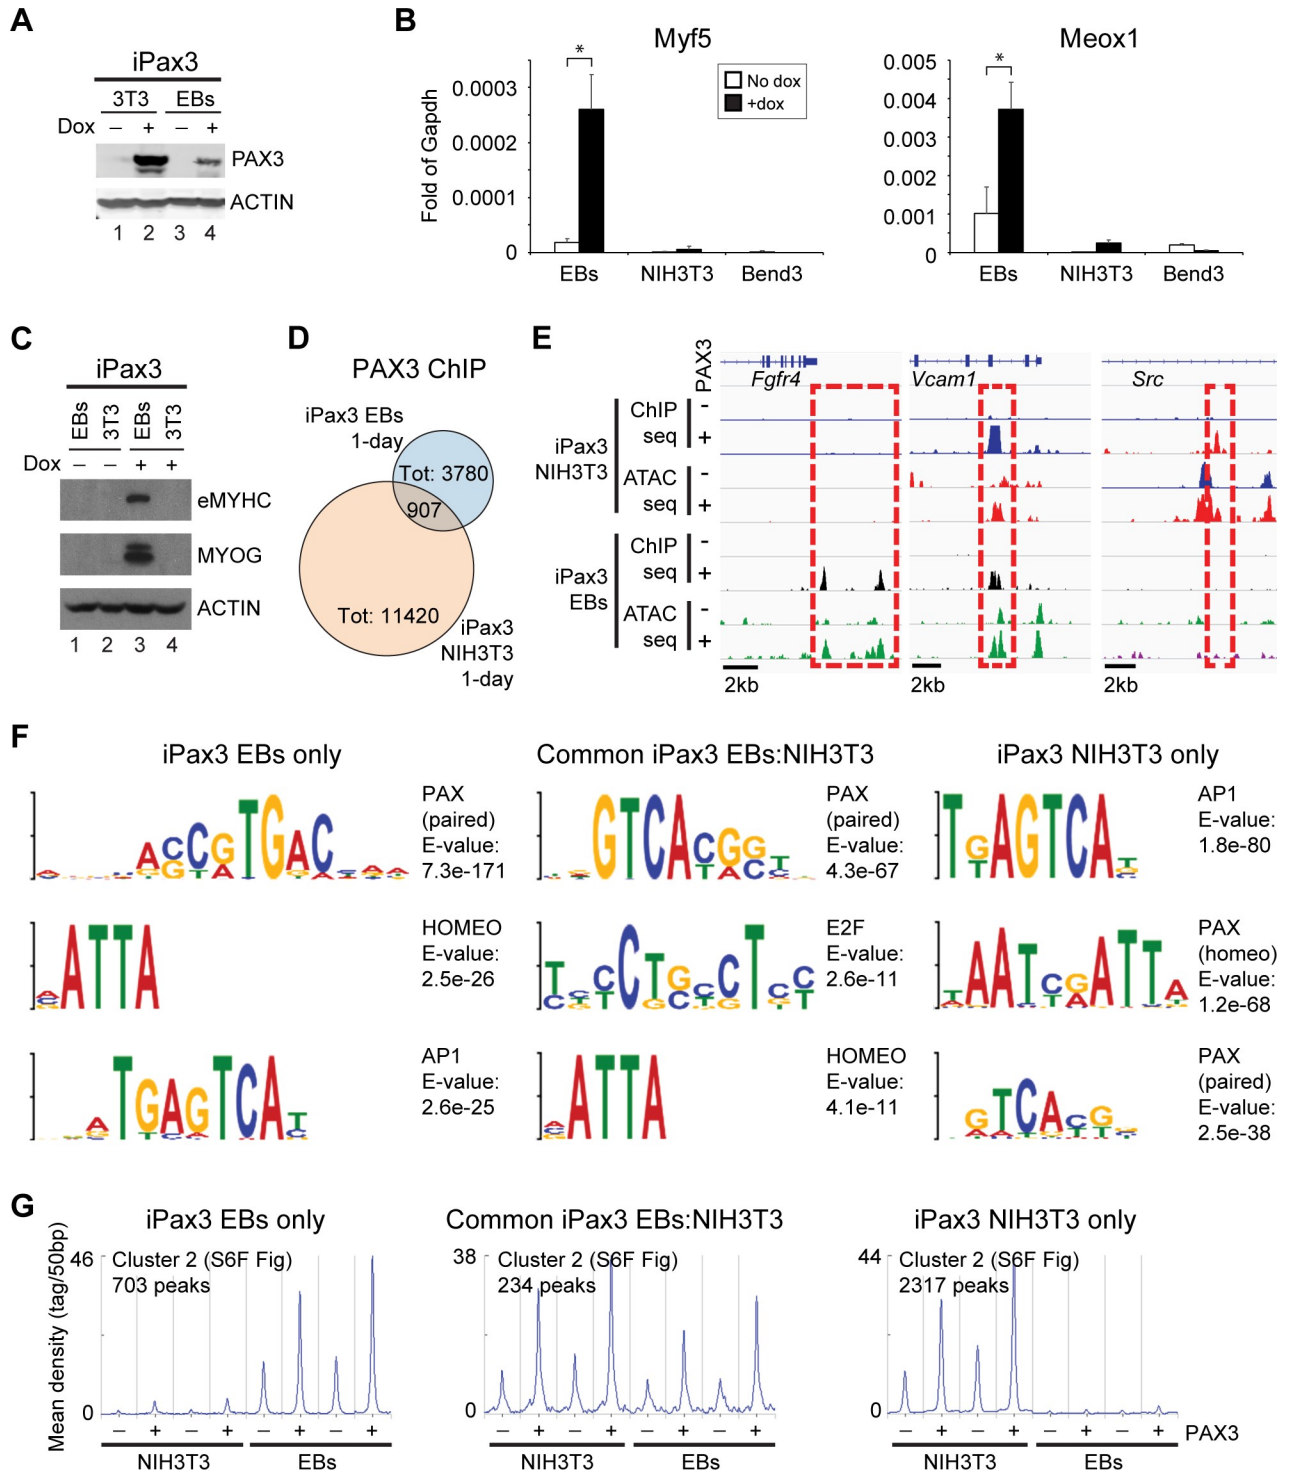 A
iPax3
3T3 EBs
Dox – + – +
PAX3
ACTIN
1 2 3 4
B
Myf5
Fold of Gapdh
0.0003
0.0002
0.0001
0
*
No dox
+dox
EBs NIH3T3 Bend3
Meox1
0.005
0.004
0.003
0.002
0.001
0
*
EBs NIH3T3 Bend3
C
iPax3
EBs 3T3 EBs 3T3
Dox – – + +
eMYHC
MYOG
ACTIN
1 2 3 4
D
PAX3 ChIP
iPax3 EBs
1-day
Tot: 3780
907
Tot: 11420
iPax3
NIH3T3
1-day
E
PAX3
Fgfr4 Vcam1 Src
iPax3
NIH3T3
ChIP -
seq +
ATAC -
seq +
iPax3
EBs
ChIP -
seq +
ATAC -
seq +
2kb 2kb 2kb
F
iPax3 EBs only
PAX
(paired)
E-value:
7.3e-171
HOMEO
E-value:
2.5e-26
AP1
E-value:
2.6e-25
Common iPax3 EBs:NIH3T3
PAX
(paired)
E-value:
4.3e-67
E2F
E-value:
2.6e-11
HOMEO
E-value:
4.1e-11
iPax3 NIH3T3 only
AP1
E-value:
1.8e-80
PAX
(homeo)
E-value:
1.2e-68
PAX
(paired)
E-value:
2.5e-38
G
Mean density (tag/50bp)
iPax3 EBs only
46
Cluster 2 (S6F Fig)
703 peaks
0
– + – + – + – +
NIH3T3 EBs
Common iPax3 EBs:NIH3T3
38
Cluster 2 (S6F Fig)
234 peaks
0
– + – + – + – +
NIH3T3 EBs
iPax3 NIH3T3 only
44
Cluster 2 (S6F Fig)
2317 peaks
0
– + – + – + – + PAX3
NIH3T3 EBs